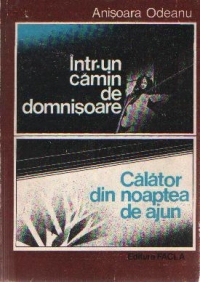 Anișoara Odeanu
Într-un
cămin
de
domnișoare
Călător
din noaptea
de ajun
Editura FACLA